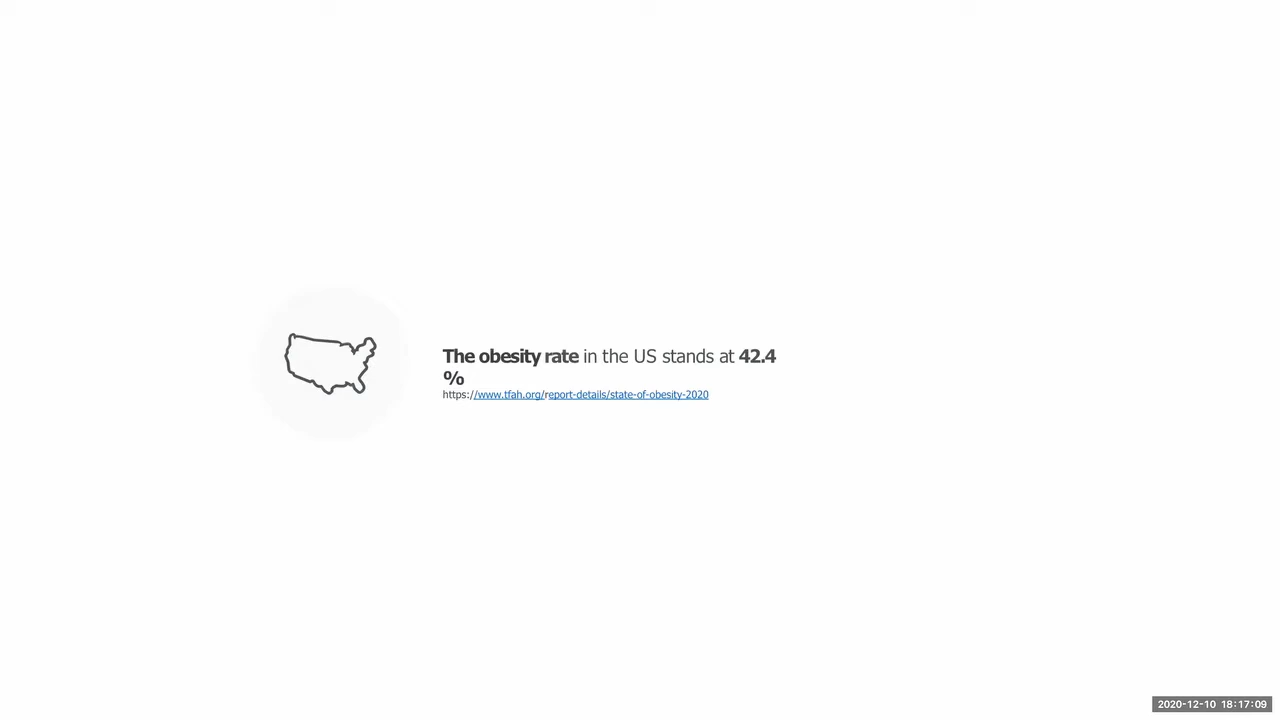 The obesity rate in the US stands at 42.4
%
https://www.tfah.org/report-details/state-of-obesity-2020
2020-12-10 18:17:09